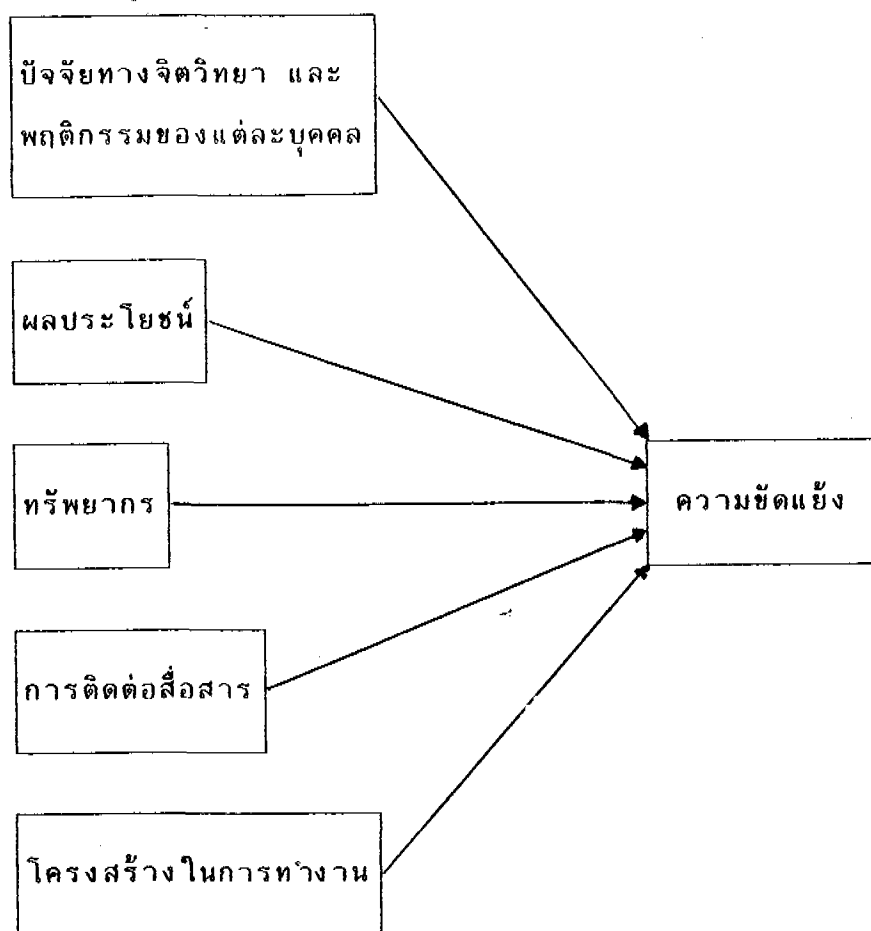 ปัจจัยทางจิตวิทยา และ
พฤติกรรมของแต่ละบุคคล
ผลประโยชน์
ทรัพยากร
ความขัดแย้ง
การติดต่อสื่อสาร
โครงสร้างในการทำงาน